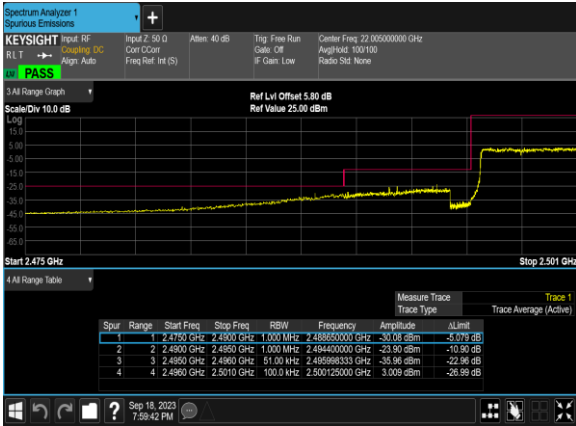 Spectrum Analyzer 1
Spurious Emissions
+
KEYSIGHT Input: RF Input Z: 50 Ω Atten: 40 dB Trig: Free Run Center Freq: 22.005000000 GHz
RLT Coupling: DC Corr CCorr Gate: Off Avg|Hold: 100/100
Align: Auto Freq Ref: Int (S) IF Gain: Low Radio Std: None
PASS
3 All Range Graph
Ref Lvl Offset 5.80 dB
Scale/Div 10.0 dB Ref Value 25.00 dBm
Log
15.0
5.00
-5.00
-15.0
-25.0
-35.0
-45.0
-55.0
-65.0
Start 2.475 GHz Stop 2.501 GHz
4 All Range Table
Measure Trace Trace 1
Trace Type Trace Average (Active)
Spur Range Start Freq Stop Freq RBW Frequency Amplitude ΔLimit
1 1 2.4750 GHz 2.4900 GHz 1.000 MHz 2.488650000 GHz -30.08 dBm -5.079 dB
2 2 2.4900 GHz 2.4950 GHz 1.000 MHz 2.494400000 GHz -23.90 dBm -10.90 dB
3 3 2.4950 GHz 2.4960 GHz 51.00 kHz 2.495998333 GHz -35.96 dBm -22.96 dB
4 4 2.4960 GHz 2.5010 GHz 100.0 kHz 2.500125000 GHz 3.009 dBm -26.99 dB
? Sep 18, 2023
7:59:42 PM